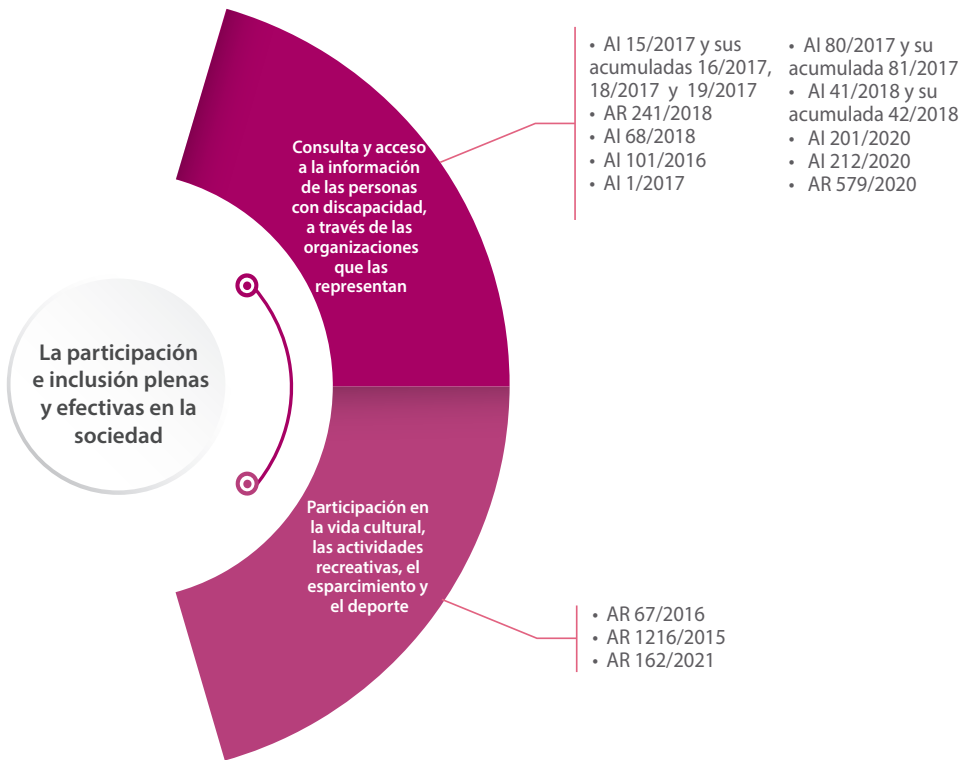 La participación
e inclusión plenas
y efectivas en la
sociedad
Consulta y acceso
a la información
de las personas
con discapacidad,
a través de las
organizaciones
que las
representan
• AI 15/2017 y sus
acumuladas 16/2017,
18/2017 y 19/2017
• AR 241/2018
• AI 68/2018
• AI 101/2016
• AI 1/2017
• AI 80/2017 y su
acumulada 81/2017
• AI 41/2018 y su
acumulada 42/2018
• AI 201/2020
• AI 212/2020
• AR 579/2020
Participación en
la vida cultural,
las actividades
recreativas, el
esparcimiento y
el deporte
• AR 67/2016
• AR 1216/2015
• AR 162/2021